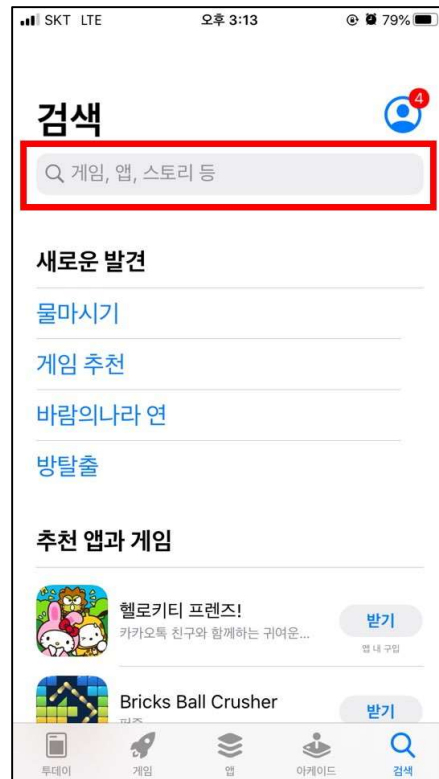 SKT LTE 오후 3:13 79%
4
검색
게임, 앱, 스토리 등
새로운 발견
물마시기
게임 추천
바람의나라 연
방탈출
추천 앱과 게임
헬로키티 프렌즈!
카카오톡 친구와 함께하는 귀여운...
받기
앱 내 구입
Bricks Ball Crusher
받기
투데이 게임 앱 아케이드 검색